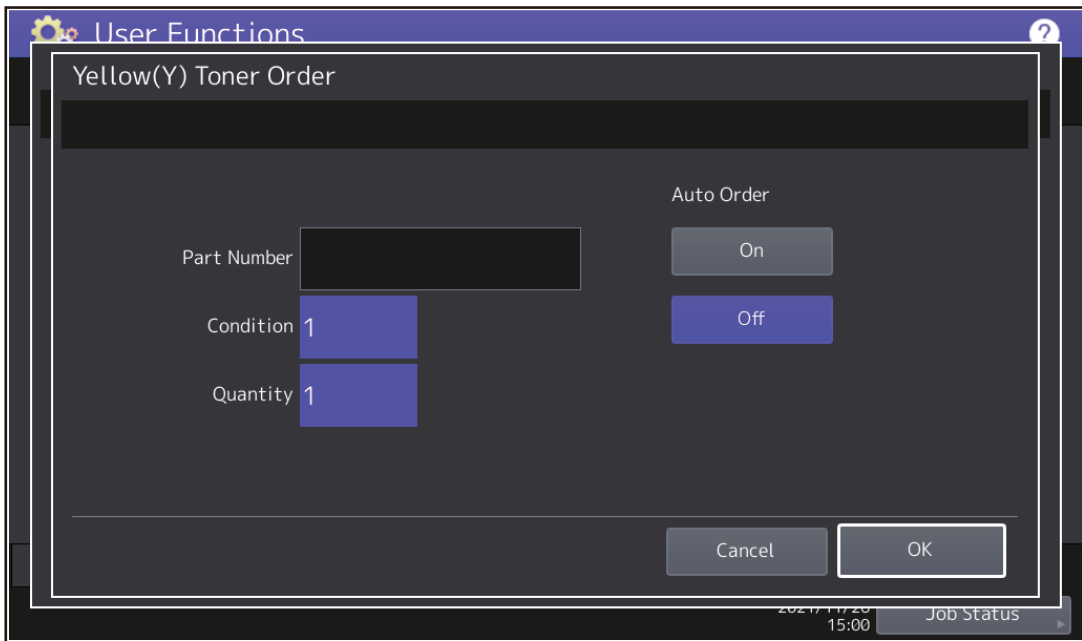 User Functions
?
Yellow(Y) Toner Order
Auto Order
Part Number
On
Condition 1
Off
Quantity 1
Cancel
OK
15:00
Job Status